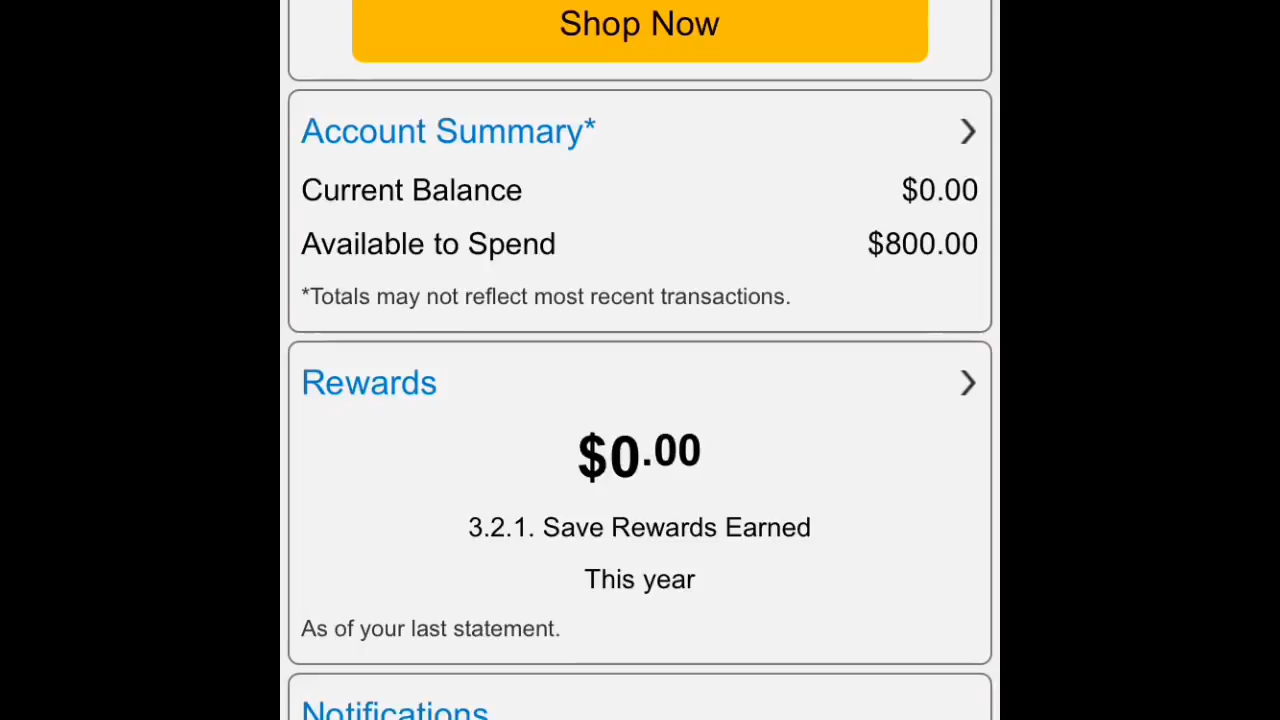 Shop Now
Account Summary*
Current Balance $0.00
Available to Spend $800.00
*Totals may not reflect most recent transactions.
Rewards
$0.00
3.2.1. Save Rewards Earned
This year
As of your last statement.
Notifications